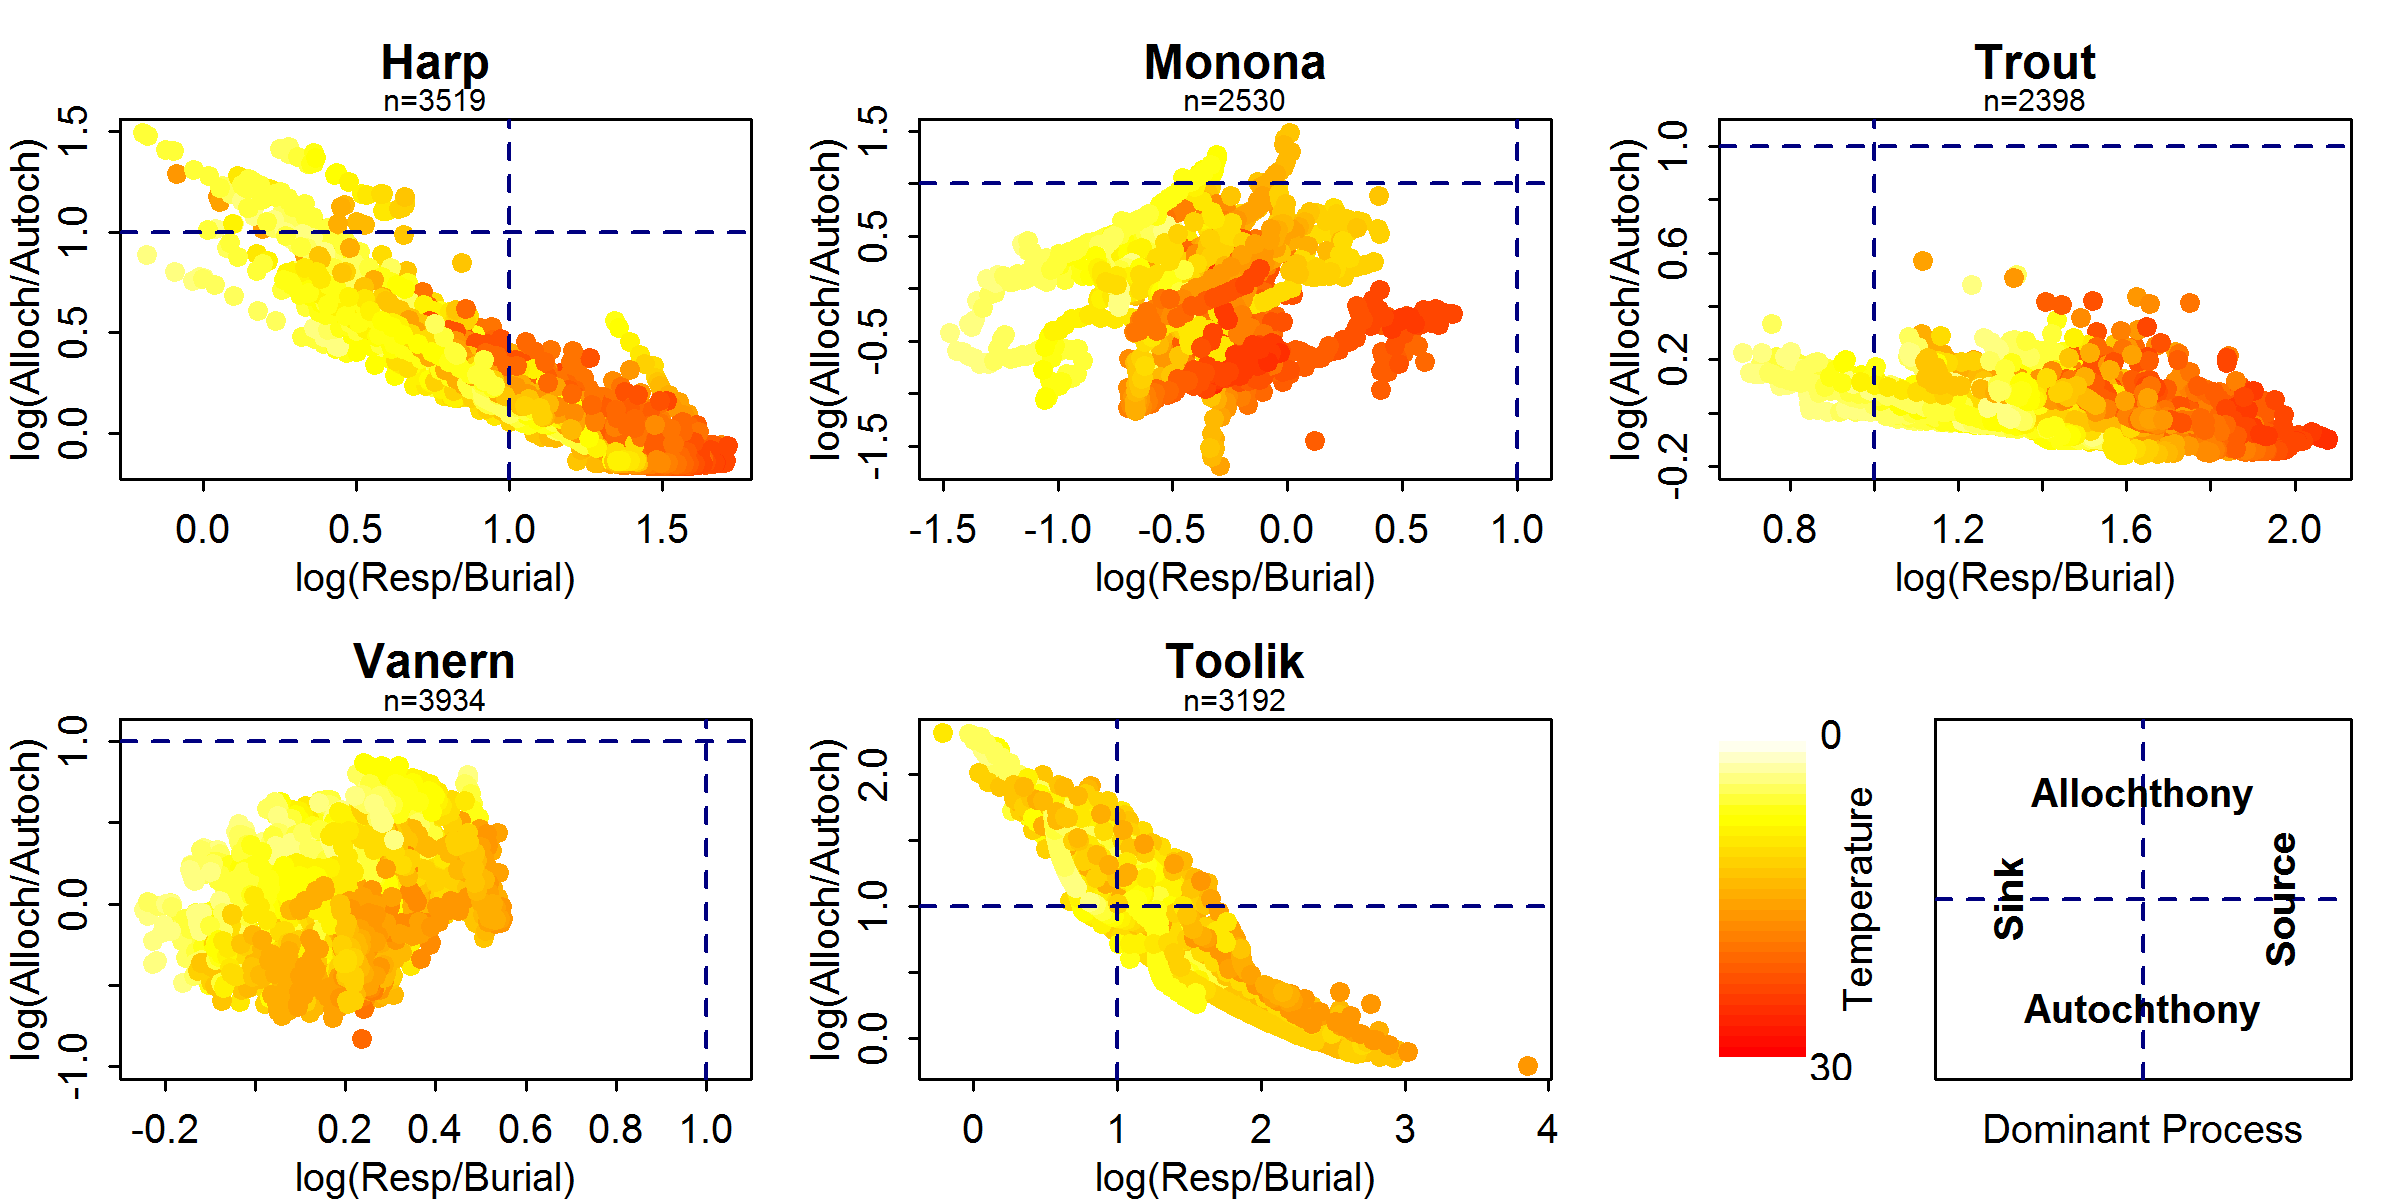 Harp
n=3519
log(Alloch/Autoch)
1.5
1.0
0.5
0.0
0.0 0.5 1.0 1.5
log(Resp/Burial)
Monona
n=2530
log(Alloch/Autoch)
1.5
0.5
-0.5
-1.5
-1.5 -1.0 -0.5 0.0 0.5 1.0
log(Resp/Burial)
Trout
n=2398
log(Alloch/Autoch)
1.0
0.6
0.2
-0.2
0.8 1.2 1.6 2.0
log(Resp/Burial)
Vanern
n=3934
log(Alloch/Autoch)
1.0
0.0
-1.0
-0.2 0.2 0.4 0.6 0.8 1.0
log(Resp/Burial)
Toolik
n=3192
log(Alloch/Autoch)
2.0
1.0
0.0
0 1 2 3 4
log(Resp/Burial)
0
Temperature
30
Allochthony
Sink
Source
Autochthony
Dominant Process